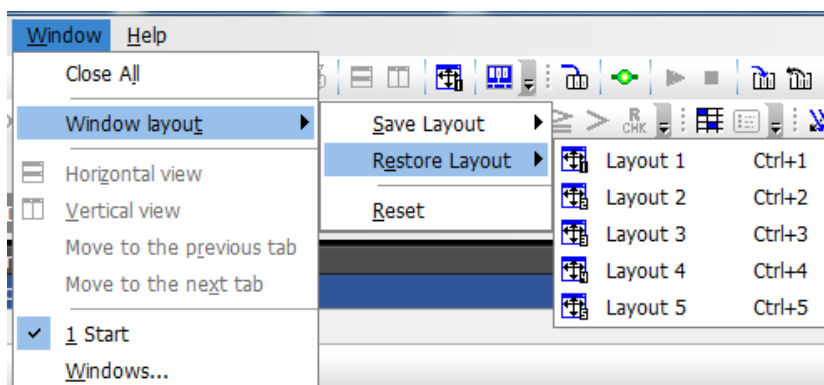 Window Help
Close All
Window layout
Horizontal view
Vertical view
Move to the previous tab
Move to the next tab
1 Start
Windows...
Save Layout
Restore Layout
Reset
R CHK
Layout 1 Ctrl+1
Layout 2 Ctrl+2
Layout 3 Ctrl+3
Layout 4 Ctrl+4
Layout 5 Ctrl+5